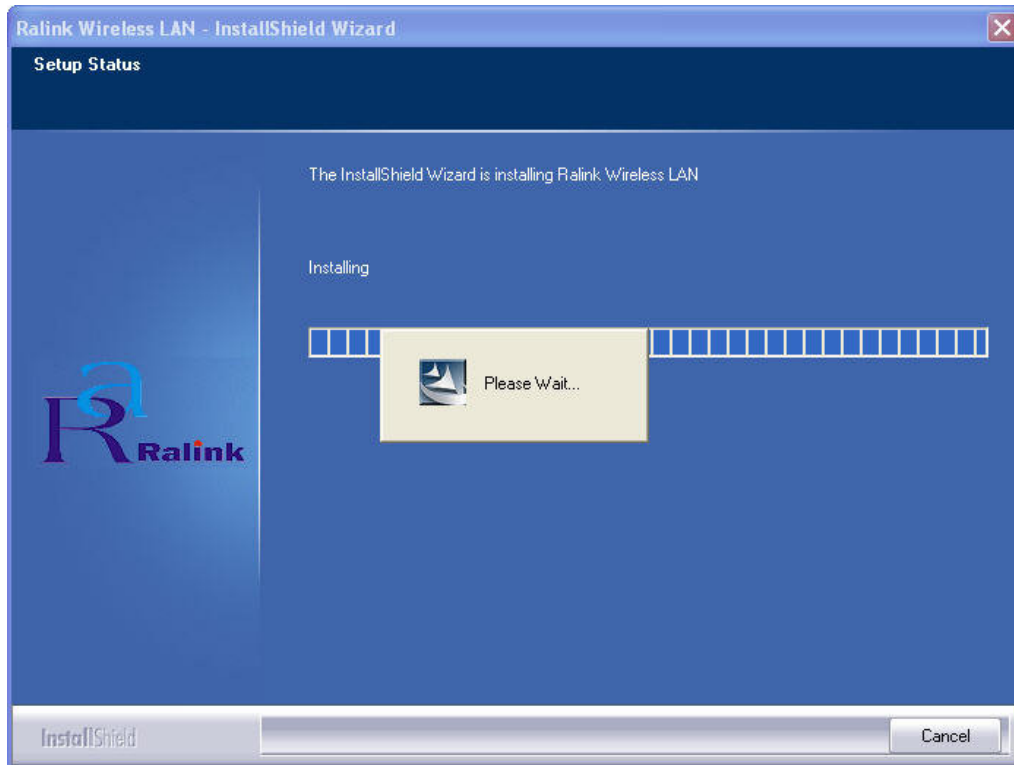 Ralink Wireless LAN - InstallShield Wizard
Setup Status
The InstallShield Wizard is installing Ralink Wireless LAN
Installing
Please Wait...
Ra
Ralink
InstallShield
Cancel